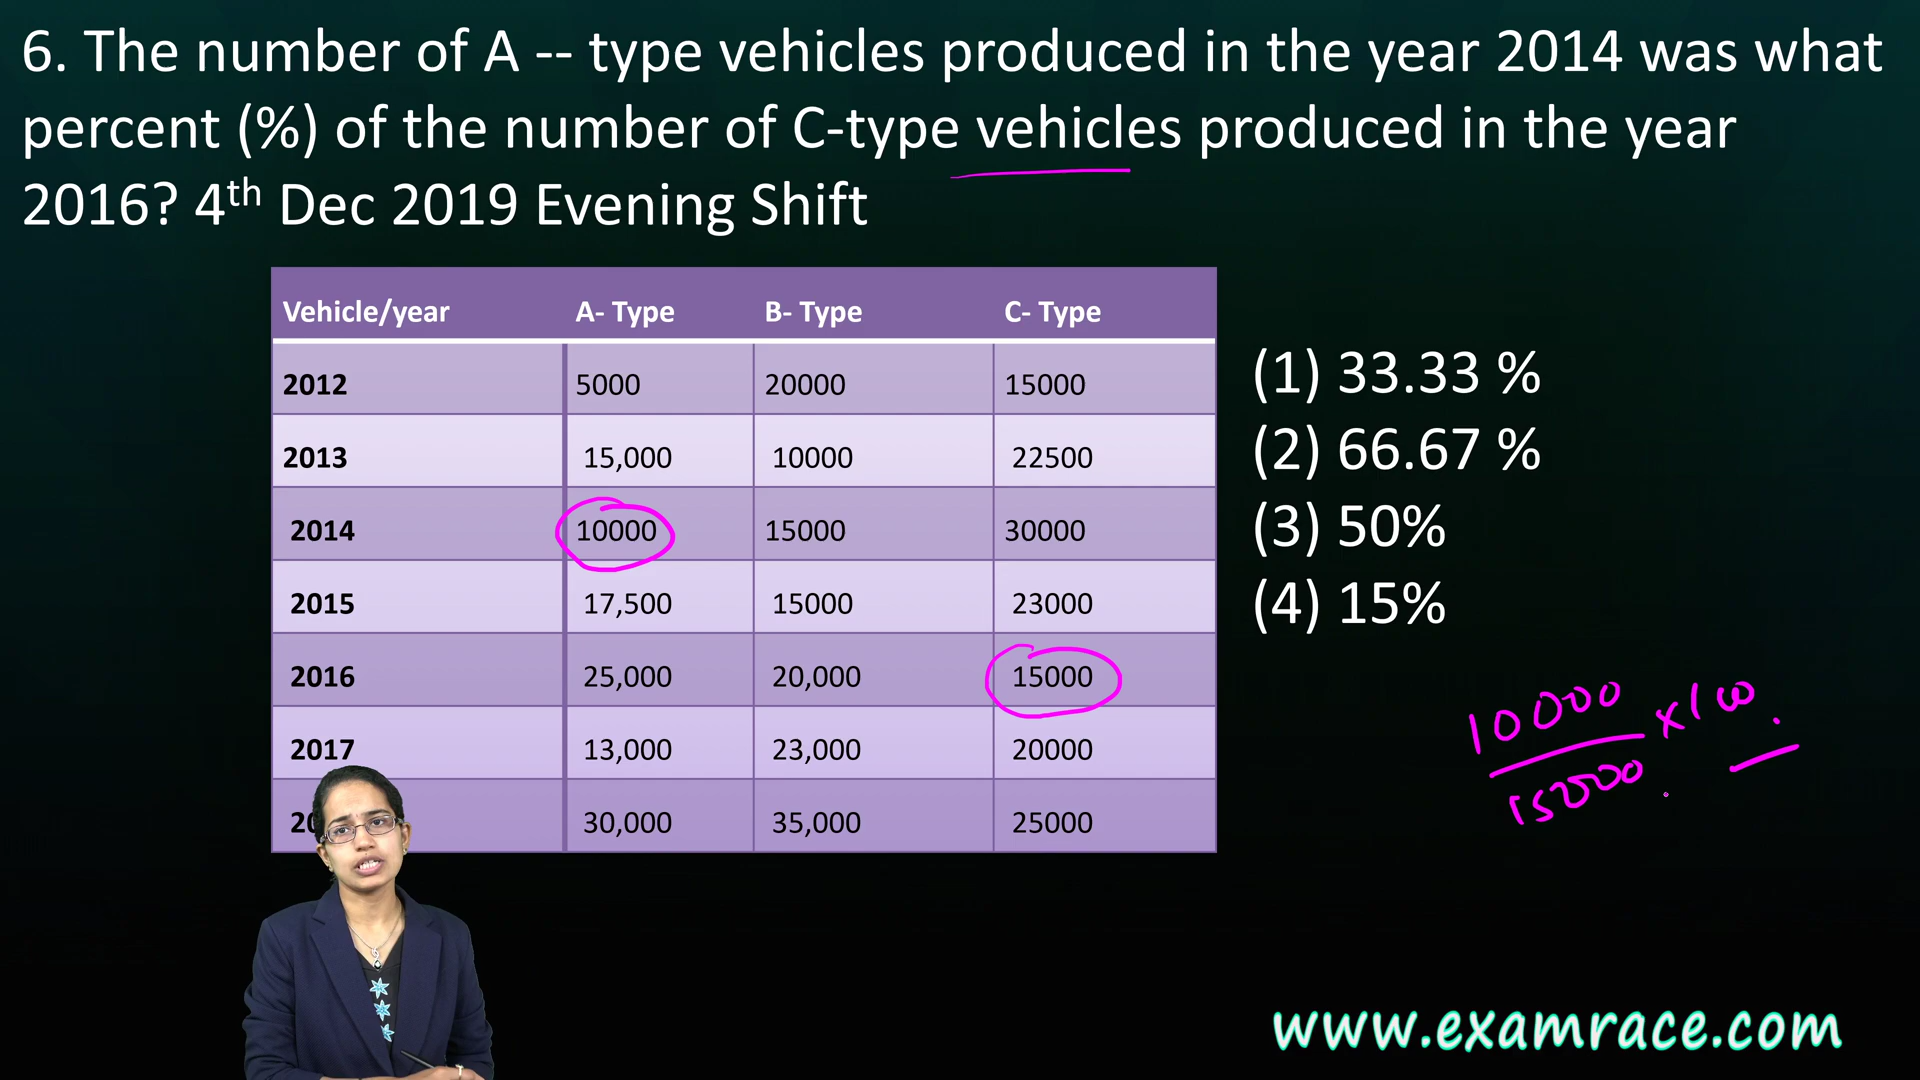 6. The number of A -- type vehicles produced in the year 2014 was what
percent (%) of the number of C-type vehicles produced in the year
2016? 4th Dec 2019 Evening Shift
Vehicle/year A- Type B- Type C- Type
2012 5000 20000 15000
2013 15,000 10000 22500
2014 10000 15000 30000
2015 17,500 15000 23000
2016 25,000 20,000 15000
2017 13,000 23,000 20000
30,000 35,000 25000
(1) 33.33 %
(2) 66.67 %
(3) 50%
(4) 15%
10000 x 100
15000
www.examrace.com